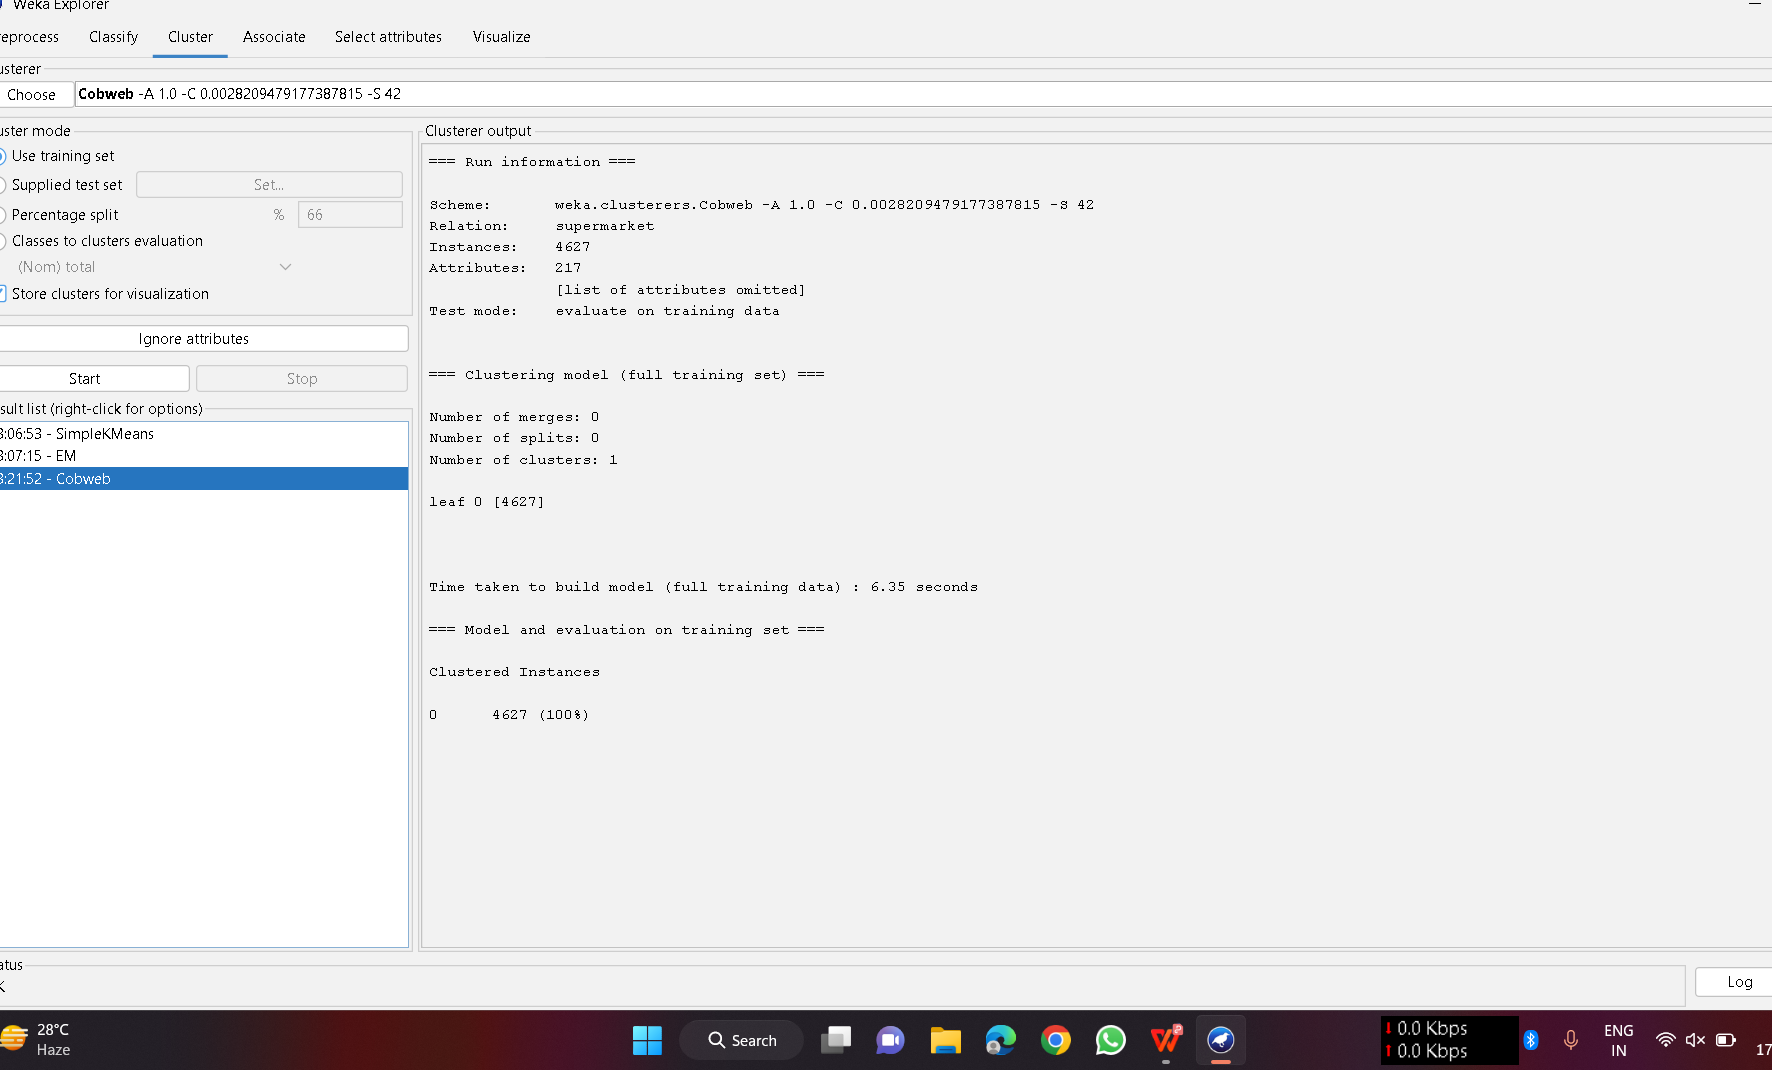 Weka Explorer
eprocess Classify Cluster Associate Select attributes Visualize
usterer
Choose Cobweb -A 1.0 -C 0.0028209479177387815 -S 42
uster mode
Use training set
Supplied test set Set...
Percentage split % 66
Classes to clusters evaluation
(Nom) total
Store clusters for visualization
Ignore attributes
Start Stop
sult list (right-click for options)
3:06:53 - SimpleKMeans
3:07:15 - EM
3:21:52 - Cobweb
Clusterer output
=== Run information ===
Scheme: weka.clusterers.Cobweb -A 1.0 -C 0.0028209479177387815 -S 42
Relation: supermarket
Instances: 4627
Attributes: 217
[list of attributes omitted]
Test mode: evaluate on training data
=== Clustering model (full training set) ===
Number of merges: 0
Number of splits: 0
Number of clusters: 1
leaf 0 [4627]
Time taken to build model (full training data) : 6.35 seconds
=== Model and evaluation on training set ===
Clustered Instances
0 4627 (100%)
atus
K
Log
28°C
Haze
Search
0.0 Kbps
0.0 Kbps
ENG
IN
17